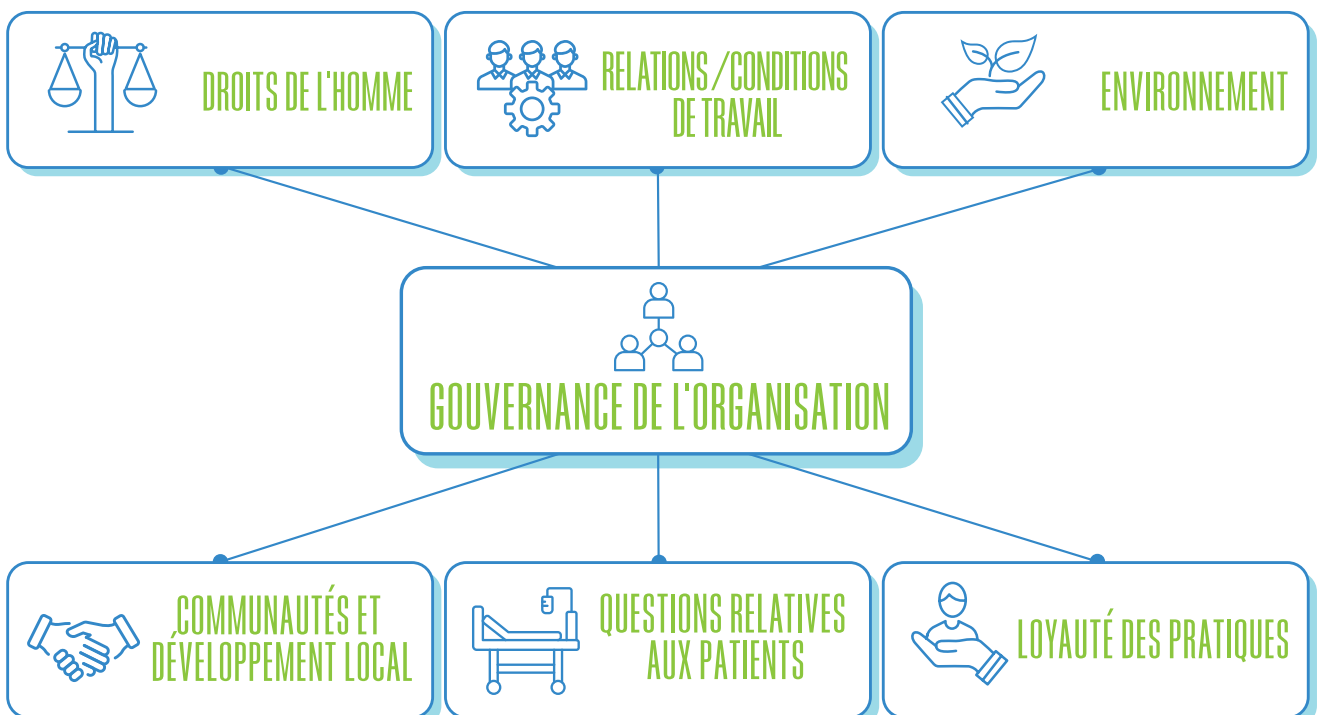 DROITS DE L'HOMME
RELATIONS / CONDITIONS
DE TRAVAIL
ENVIRONNEMENT
GOUVERNANCE DE L'ORGANISATION
COMMUNAUTÉS ET
DÉVELOPPEMENT LOCAL
QUESTIONS RELATIVES
AUX PATIENTS
LOYAUTÉ DES PRATIQUES